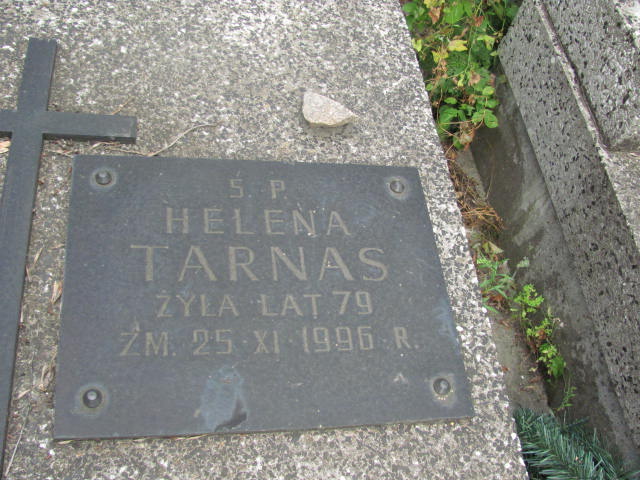 Ś P
HELENA
TARNAS
ŻYŁA LAT 79
ZM. 25 XI 1996 R.